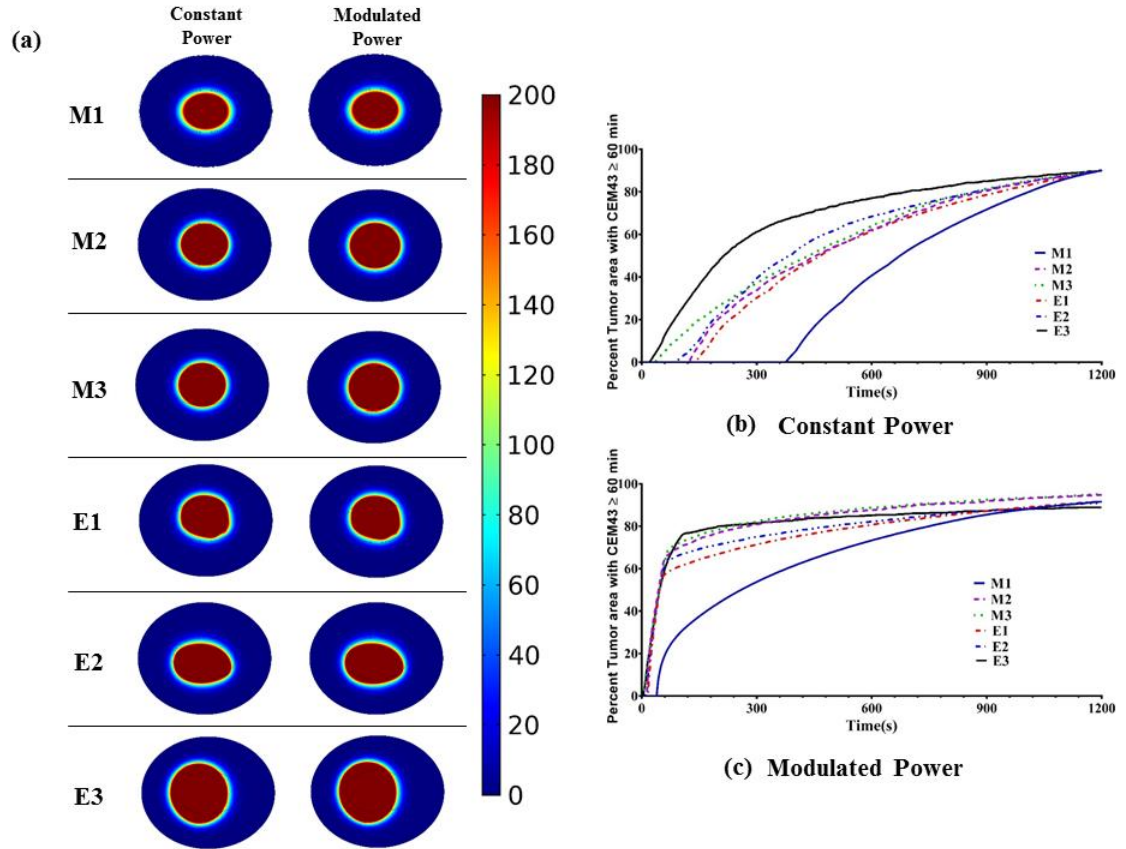 (a)
Constant
Power
Modulated
Power
M1
M2
M3
E1
E2
E3
200
180
160
140
120
100
80
60
40
20
0
Percent Tumor area with CEM43 ≥ 60 min
100
80
60
40
20
0
0 300 600 900 1200
Time(s)
M1
M2
M3
E1
E2
E3
(b) Constant Power
Percent Tumor area with CEM43 ≥ 60 min
100
80
60
40
20
0
0 300 600 900 1200
Time(s)
M1
M2
M3
E1
E2
E3
(c) Modulated Power